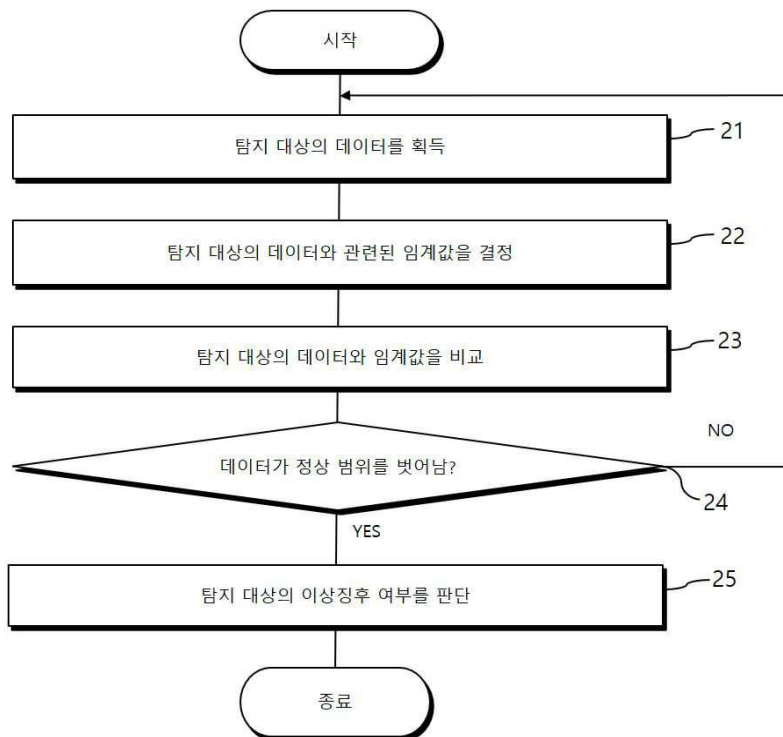 시작
탐지 대상의 데이터를 획득
21
탐지 대상의 데이터와 관련된 임계값을 결정
22
탐지 대상의 데이터와 임계값을 비교
23
데이터가 정상 범위를 벗어남?
NO
24
YES
탐지 대상의 이상징후 여부를 판단
25
종료